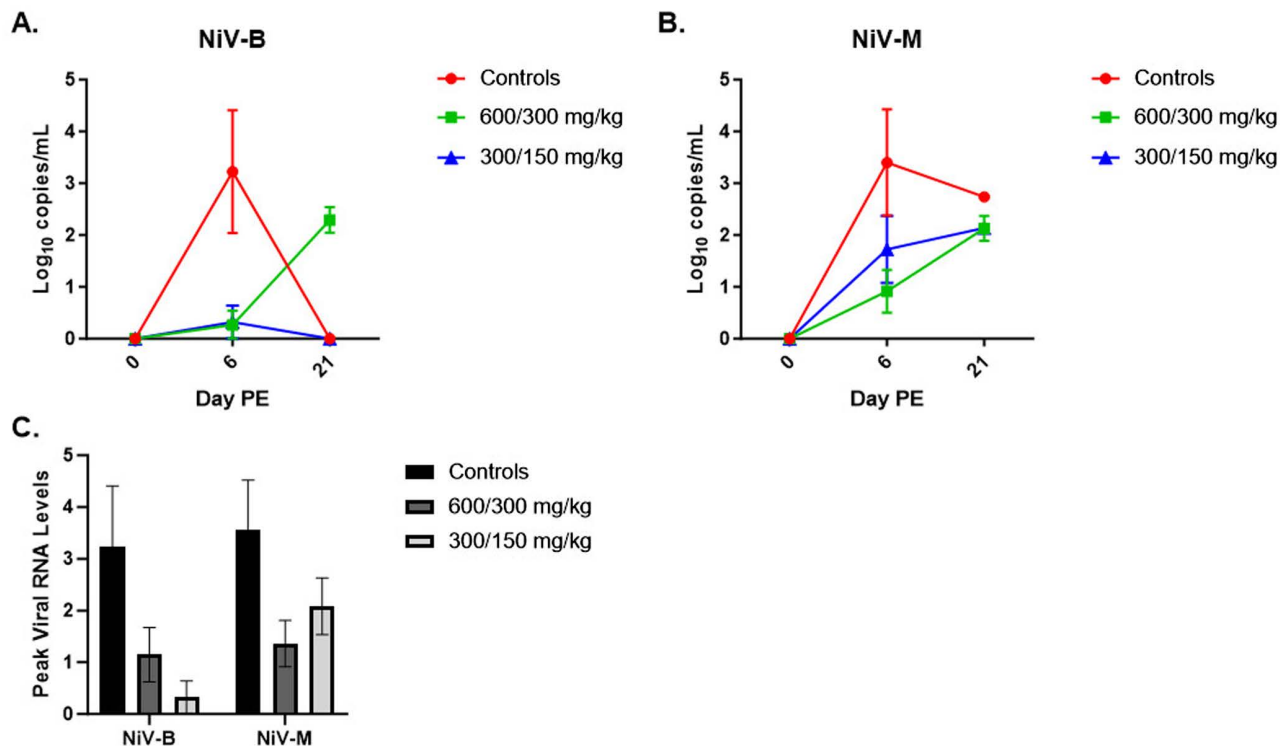 A.
NiV-B
Log10 copies/mL
5
4
3
2
1
0
0
6
21
Day PE
Controls
600/300 mg/kg
300/150 mg/kg
B.
NiV-M
Log10 copies/mL
5
4
3
2
1
0
0
6
21
Day PE
Controls
600/300 mg/kg
300/150 mg/kg
C.
Peak Viral RNA Levels
5
4
3
2
1
0
NiV-B
NiV-M
Controls
600/300 mg/kg
300/150 mg/kg